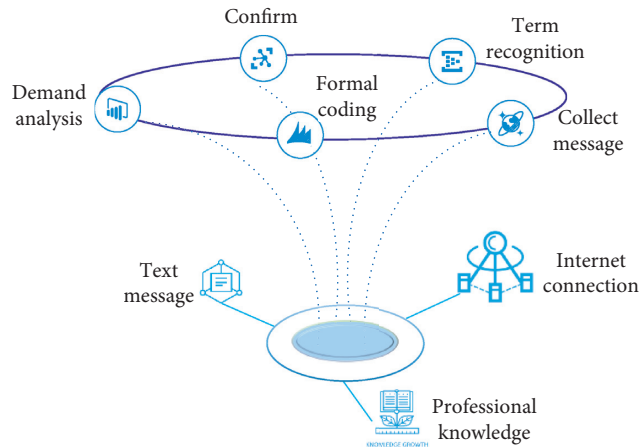 Confirm
Term
recognition
Demand
analysis
Formal
coding
Collect
message
Text
message
Internet
connection
Professional
knowledge
KNOWLEDGE GROWTH